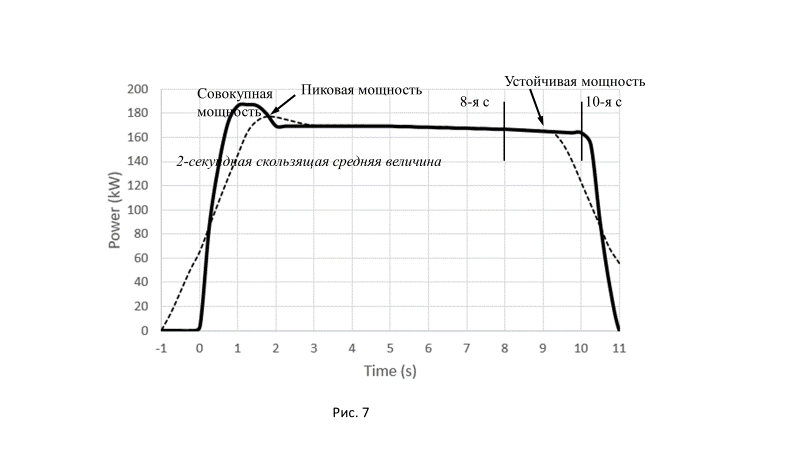 Устойчивая мощность
Совокупная
мощность
Пиковая мощность
8-я с
10-я с
2-секундная скользящая средняя величина
Power (kW)
200
180
160
140
120
100
80
60
40
20
0
-1 0 1 2 3 4 5 6 7 8 9 10 11
Time (s)
Рис. 7